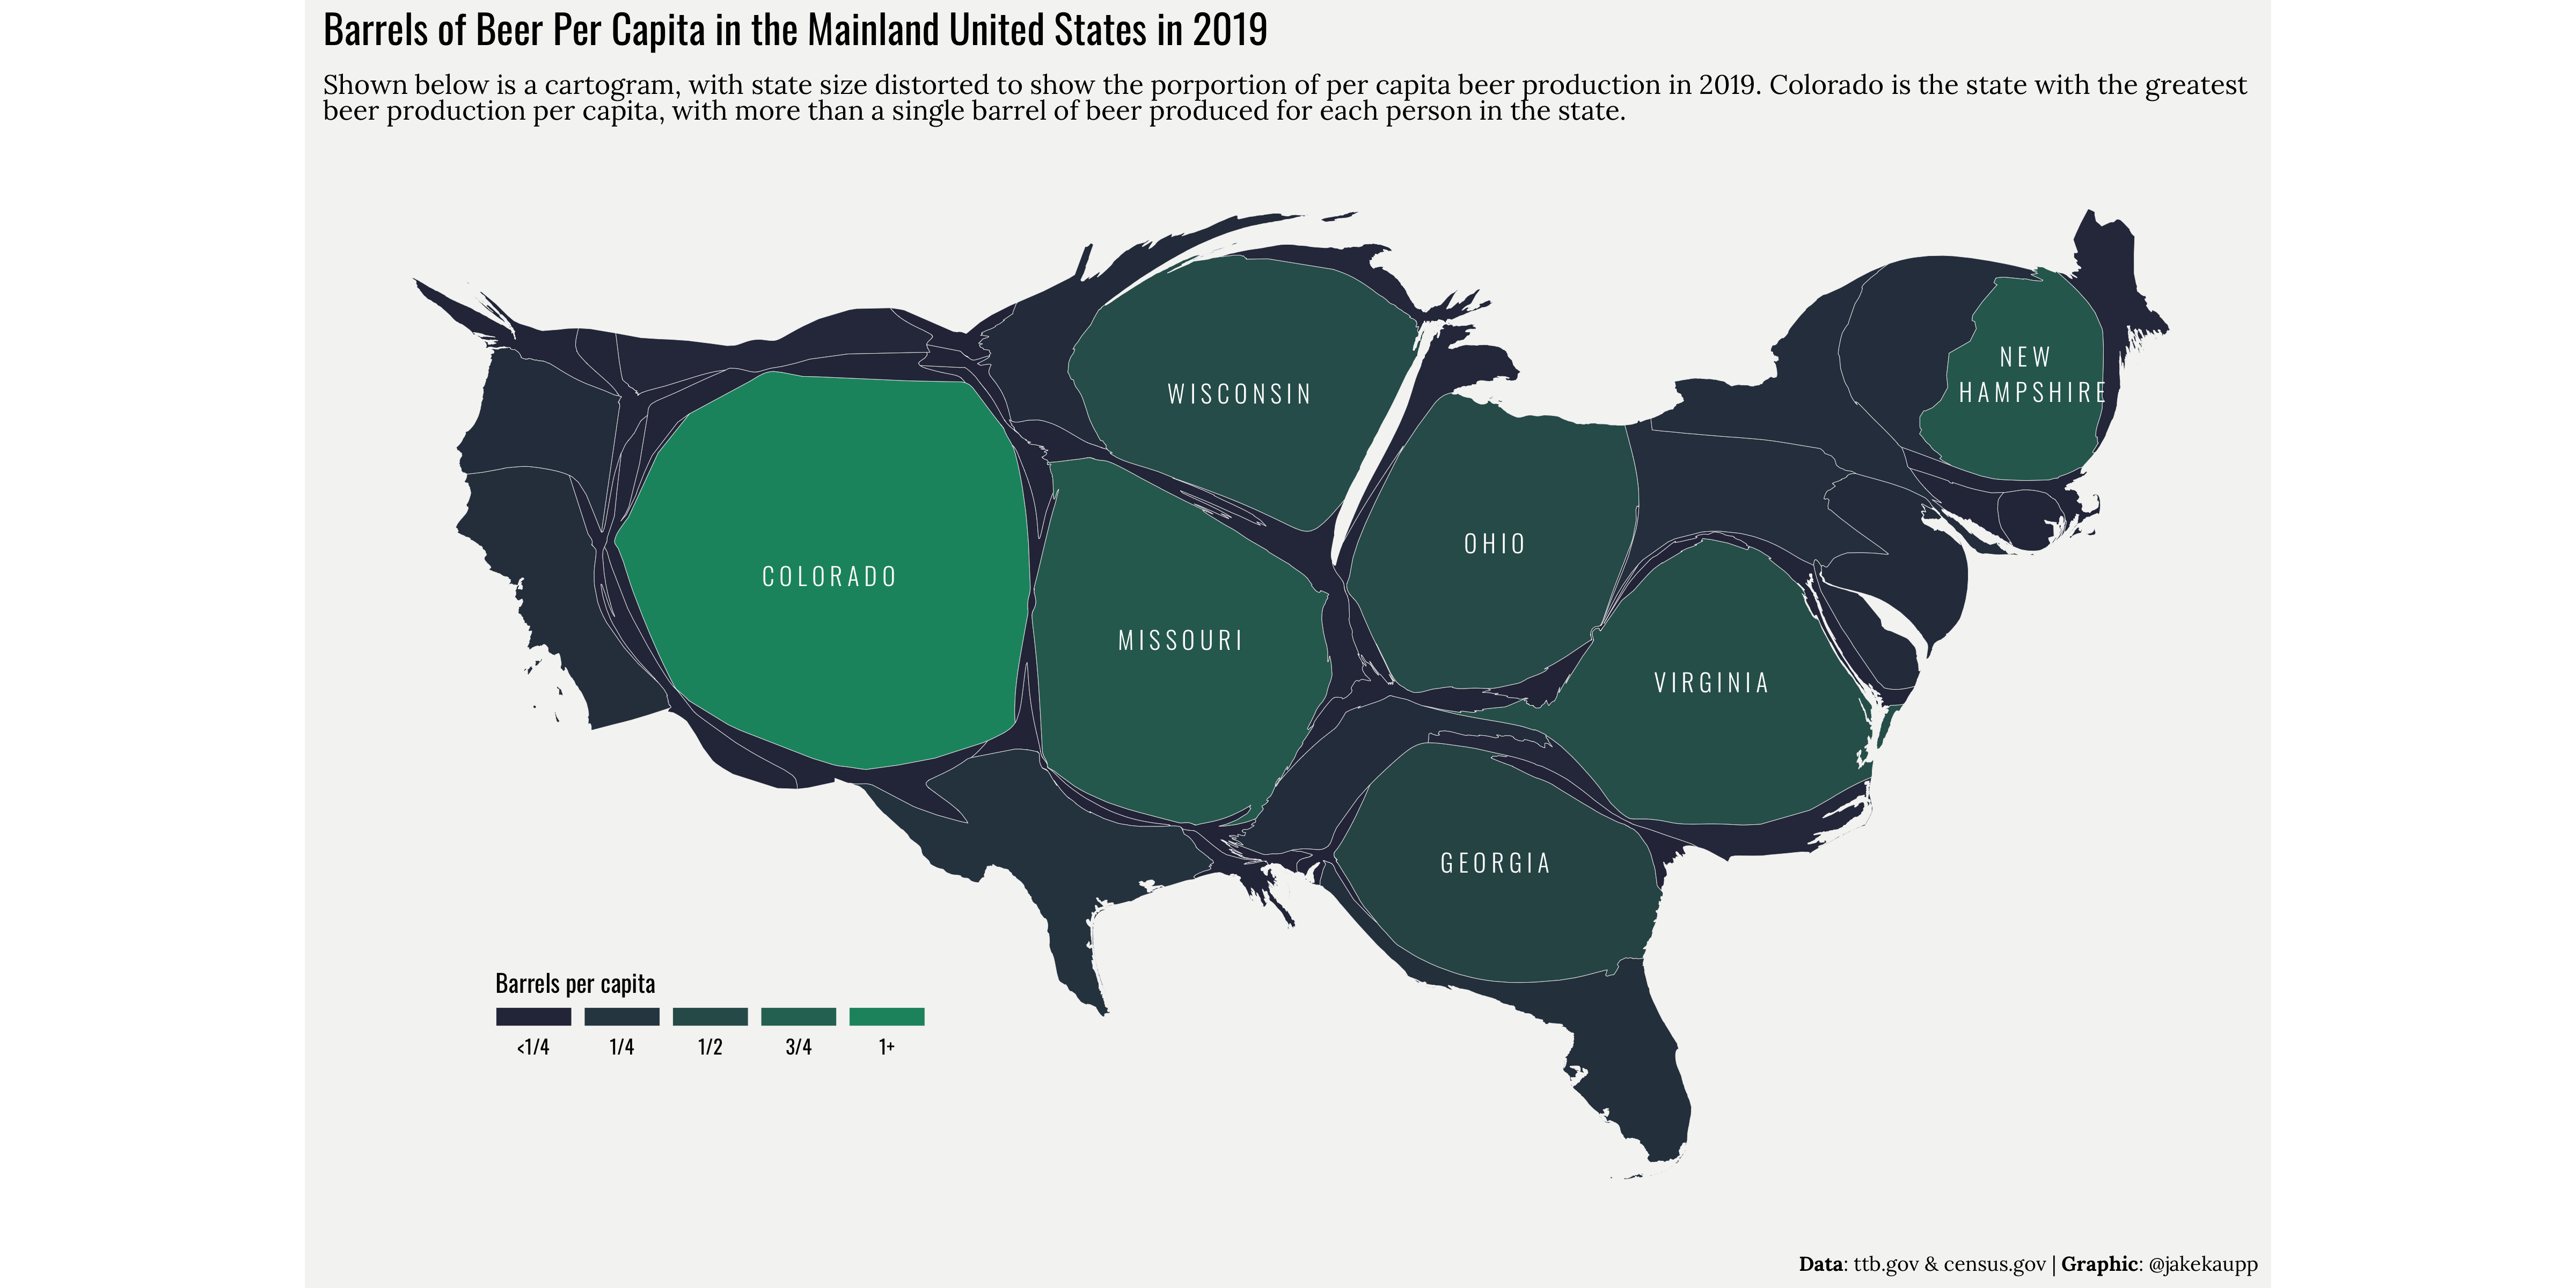 Barrels of Beer Per Capita in the Mainland United States in 2019
Shown below is a cartogram, with state size distorted to show the porportion of per capita beer production in 2019. Colorado is the state with the greatest
beer production per capita, with more than a single barrel of beer produced for each person in the state.
NEW
HAMPSHIRE
WISCONSIN
OHIO
COLORADO
MISSOURI
VIRGINIA
GEORGIA
Barrels per capita
<1/4 1/4 1/2 3/4 1+
Data: ttb.gov & census.gov | Graphic: @jakekaupp